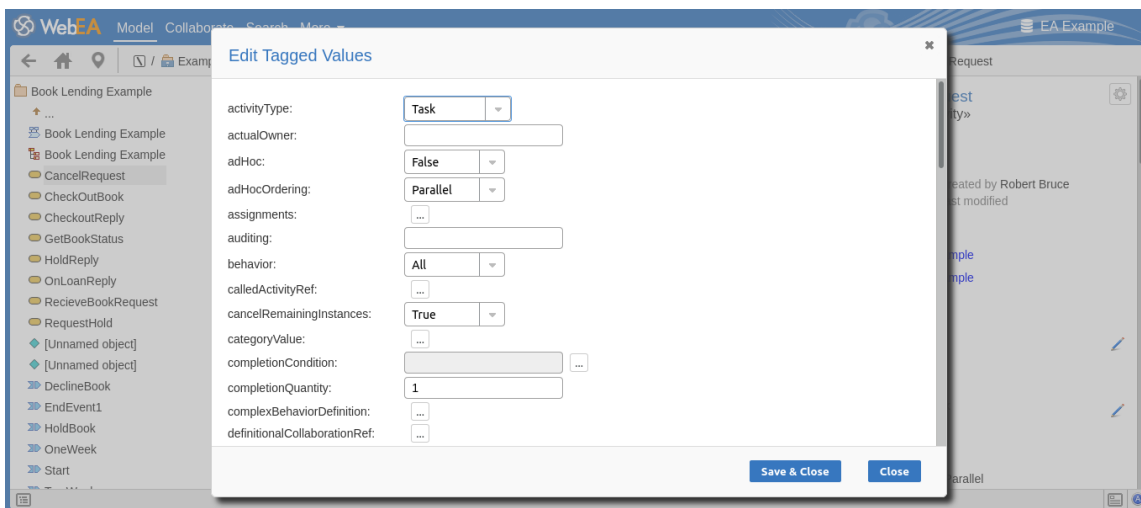 WebEA Model Collaborate Search More EA Example
/ Examp Request
Book Lending Example
...
Book Lending Example
Book Lending Example
CancelRequest
CheckOutBook
CheckoutReply
GetBookStatus
HoldReply
OnLoanReply
RecieveBookRequest
RequestHold
[Unnamed object]
[Unnamed object]
DeclineBook
EndEvent1
HoldBook
OneWeek
Start
Edit Tagged Values
activityType: Task
actualOwner:
adHoc: False
adHocOrdering: Parallel
assignments: ...
auditing:
behavior: All
calledActivityRef: ...
cancelRemainingInstances: True
categoryValue: ...
completionCondition: ...
completionQuantity: 1
complexBehaviorDefinition: ...
definitionalCollaborationRef: ...
Save & Close Close
est
ity»
eated by Robert Bruce
st modified
mple
mple
arallel